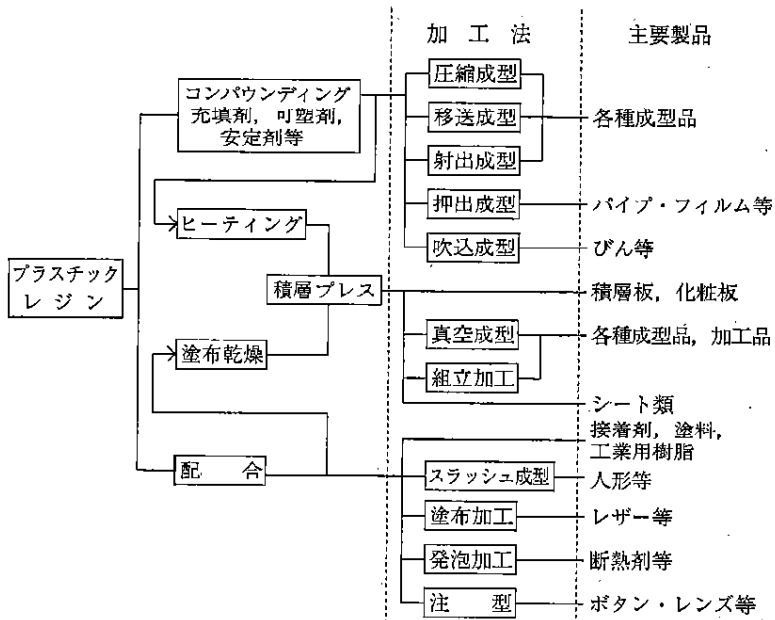 加工法
主要製品
コンパウンディング
充填剤，可塑剤，
安定剤等
圧縮成型
移送成型
射出成型
各種成型品
押出成型
パイプ・フィルム等
吹込成型
びん等
ヒーティング
プラスチック
レジン
積層プレス
積層板，化粧板
真空成型
各種成型品，加工品
塗布乾燥
組立加工
シート類
接着剤，塗料，
工業用樹脂
配合
スラッシュ成型
人形等
塗布加工
レザー等
発泡加工
断熱剤等
注型
ボタン・レンズ等